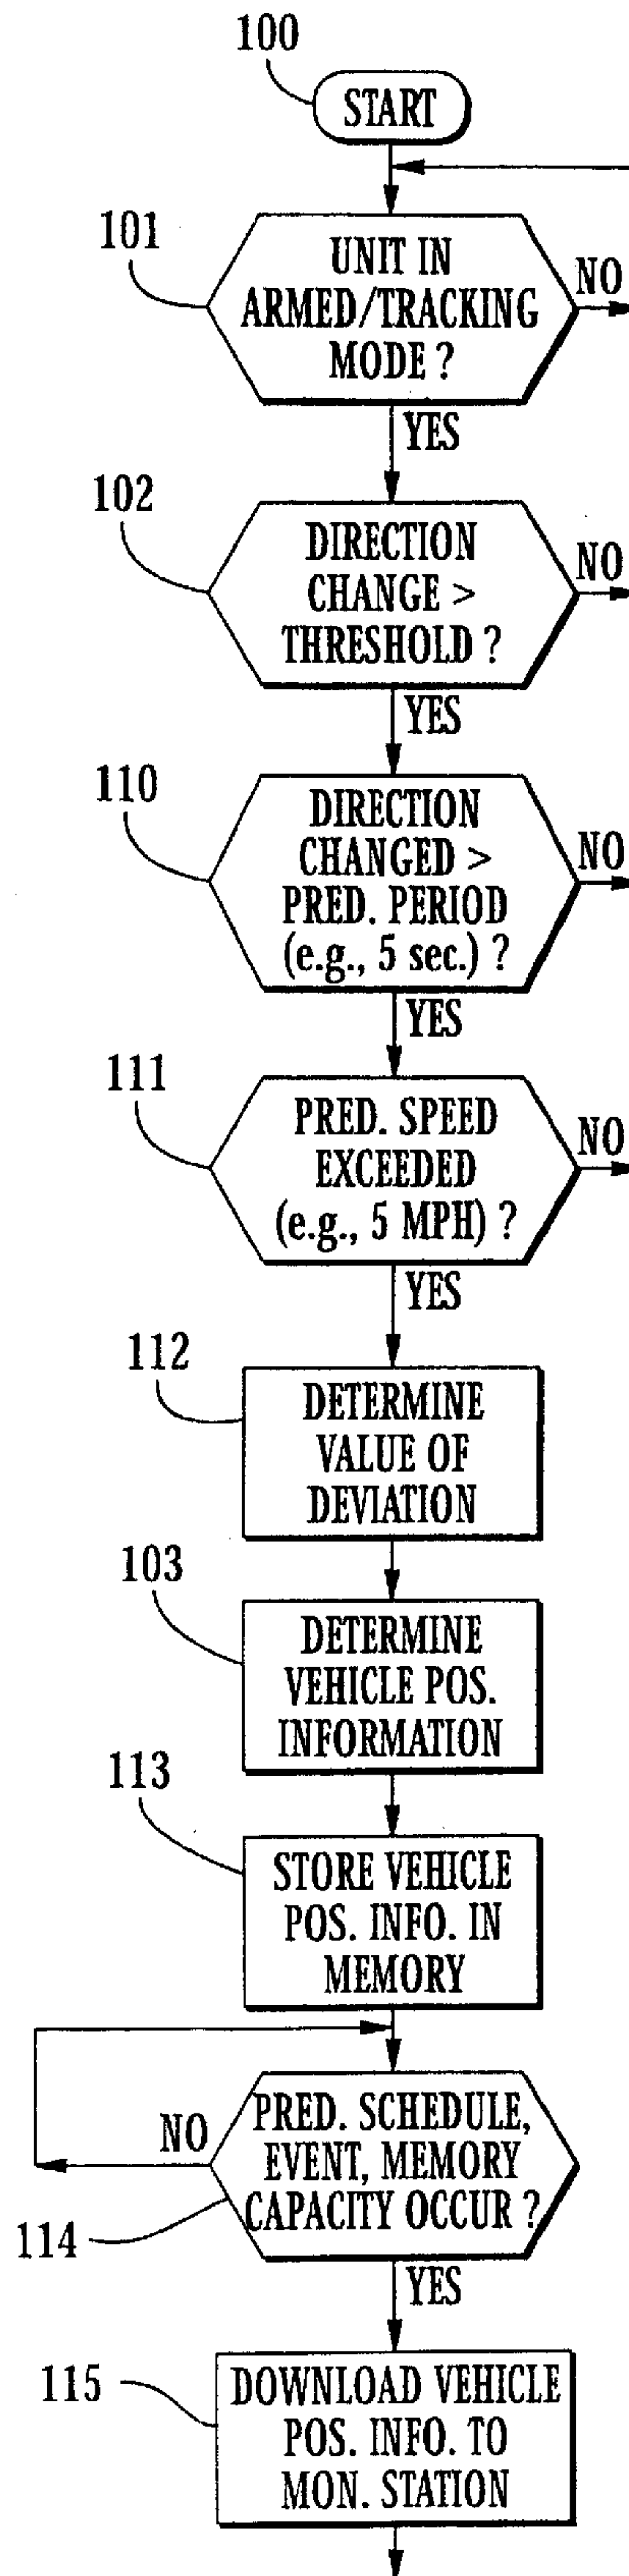 100
START
101
UNIT IN
ARMED/TRACKING
MODE ?
NO
YES
102
DIRECTION
CHANGE >
THRESHOLD ?
NO
YES
110
DIRECTION
CHANGED >
PRED. PERIOD
(e.g., 5 sec.) ?
NO
YES
111
PRED. SPEED
EXCEEDED
(e.g., 5 MPH) ?
NO
YES
112
DETERMINE
VALUE OF
DEVIATION
103
DETERMINE
VEHICLE POS.
INFORMATION
113
STORE VEHICLE
POS. INFO. IN
MEMORY
NO
PRED. SCHEDULE,
EVENT, MEMORY
CAPACITY OCCUR ?
114
YES
115
DOWNLOAD VEHICLE
POS. INFO. TO
MON. STATION